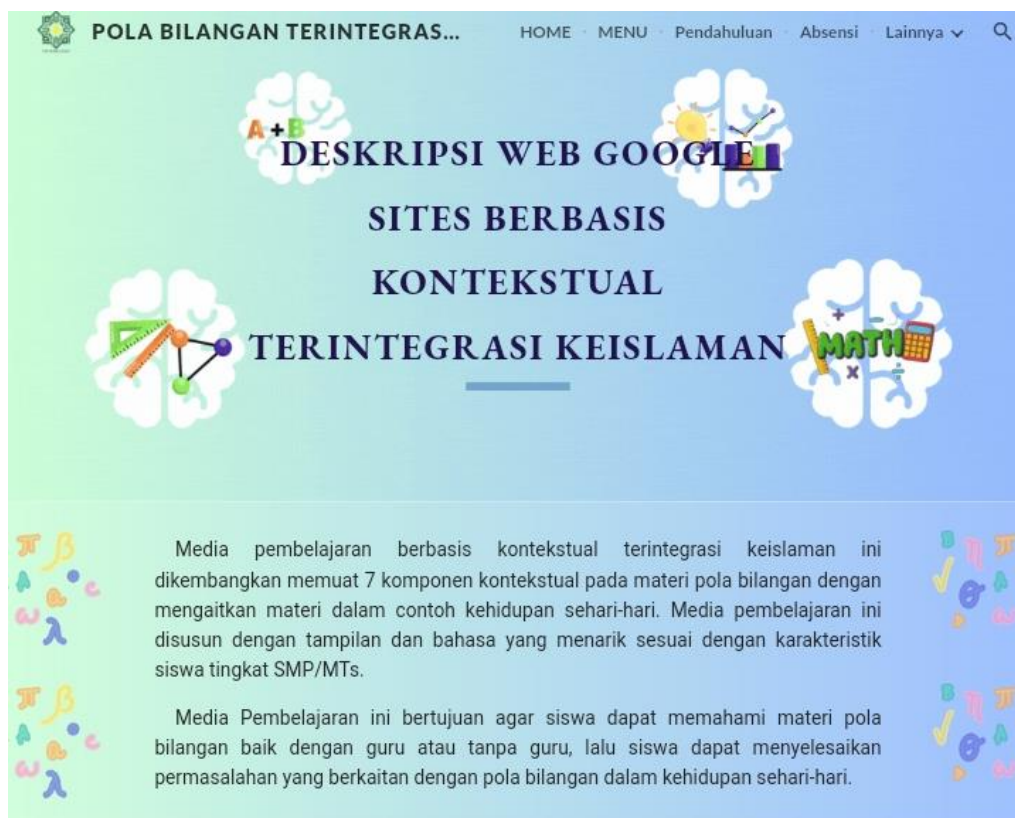 POLA BILANGAN TERINTEGRAS...
HOME
MENU
Pendahuluan
Absensi
Lainnya
A+B
DESKRIPSI WEB GOOGLE
SITES BERBASIS
KONTEKSTUAL
TERINTEGRASI KEISLAMAN
MATH
Media pembelajaran berbasis kontekstual terintegrasi keislaman ini
dikembangkan memuat 7 komponen kontekstual pada materi pola bilangan dengan
mengaitkan materi dalam contoh kehidupan sehari-hari. Media pembelajaran ini
disusun dengan tampilan dan bahasa yang menarik sesuai dengan karakteristik
siswa tingkat SMP/MTs.
Media Pembelajaran ini bertujuan agar siswa dapat memahami materi pola
bilangan baik dengan guru atau tanpa guru, lalu siswa dapat menyelesaikan
permasalahan yang berkaitan dengan pola bilangan dalam kehidupan sehari-hari.